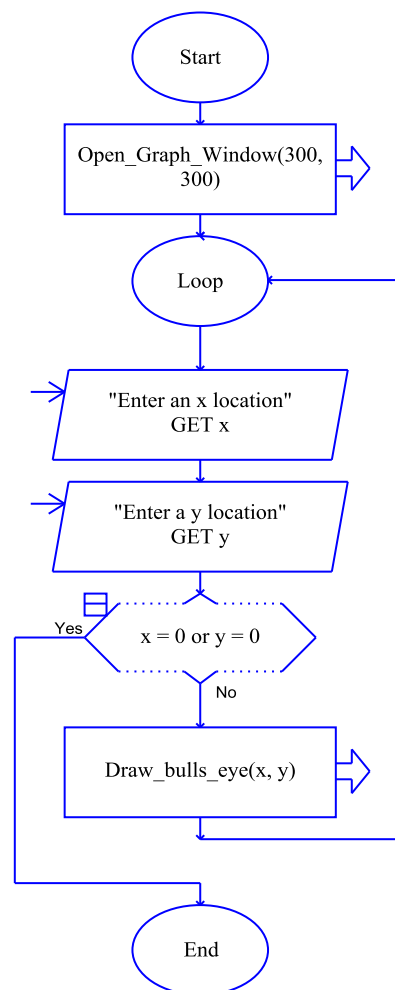 Start
Open_Graph_Window(300,
300)
Loop
"Enter an x location"
GET x
"Enter a y location"
GET y
Yes
x = 0 or y = 0
No
Draw_bulls_eye(x, y)
End